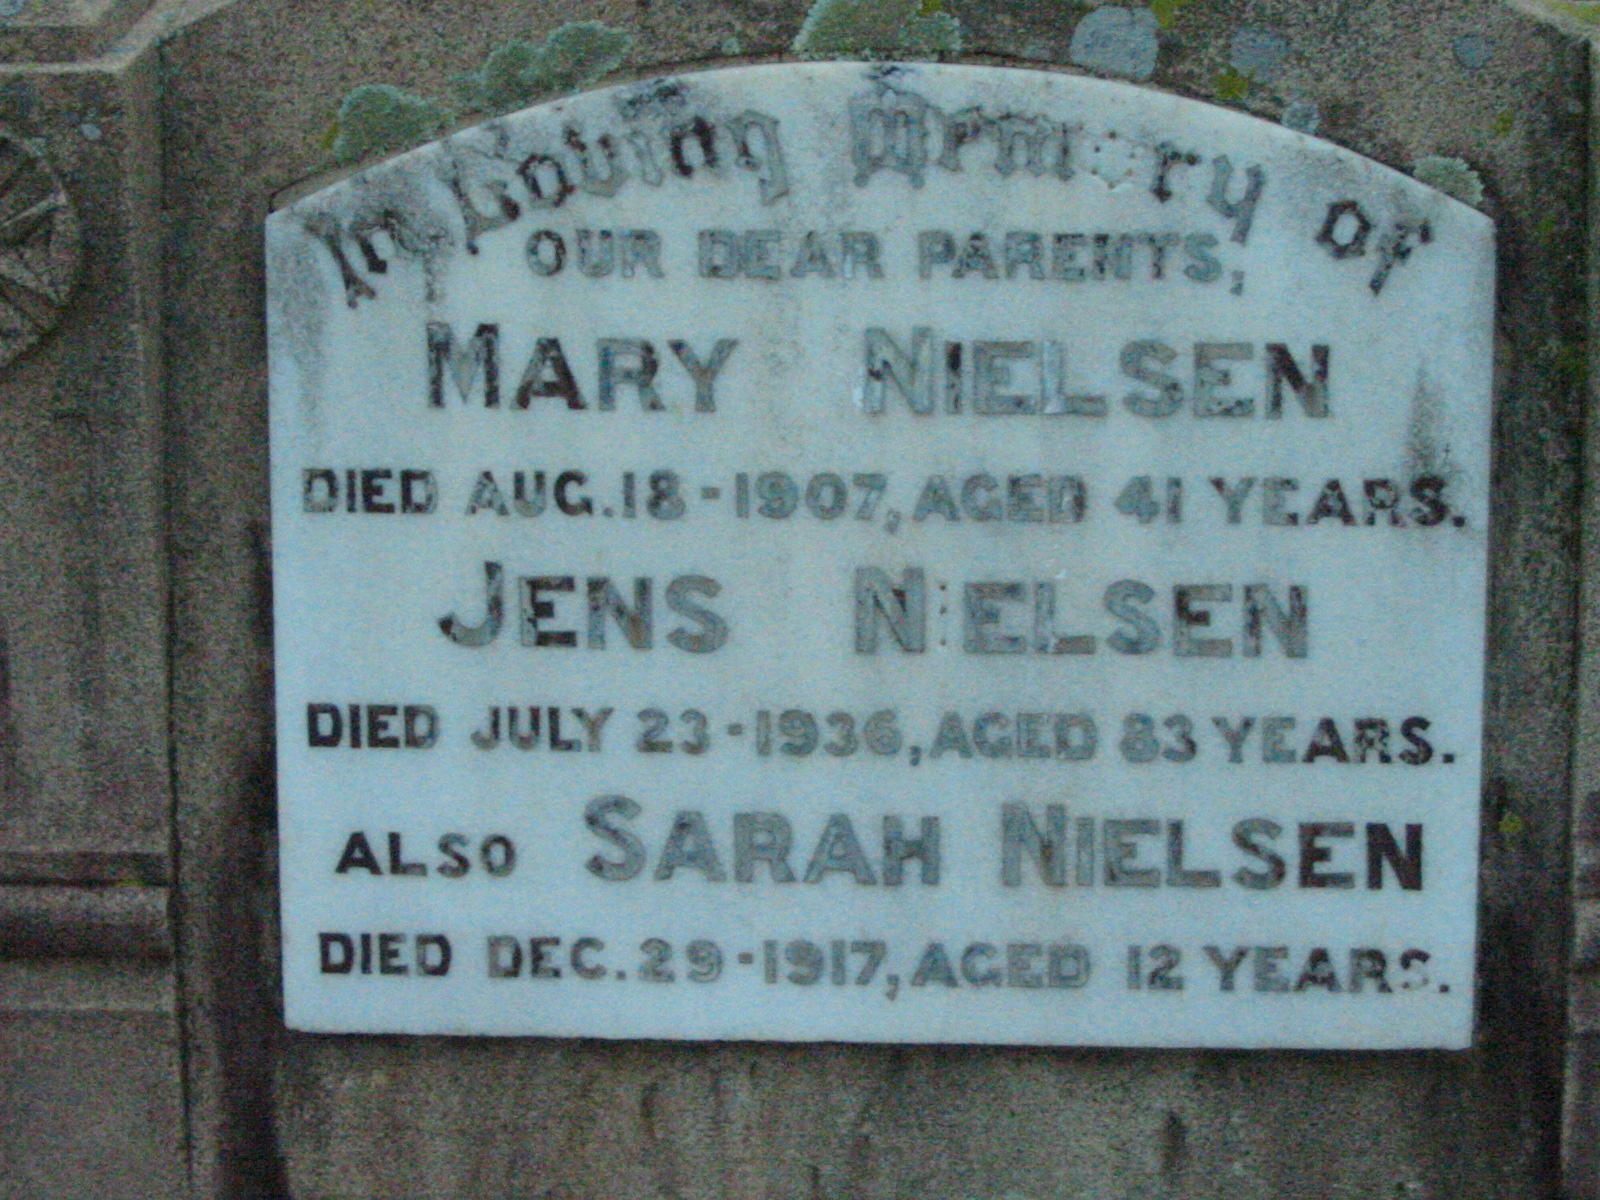 In Loving Memory of
OUR DEAR PARENTS,
MARY NIELSEN
DIED AUG. 18-1907, AGED 41 YEARS.
JENS NIELSEN
DIED JULY 23-1936, AGED 83 YEARS.
ALSO SARAH NIELSEN
DIED DEC. 29-1917, AGED 12 YEARS.